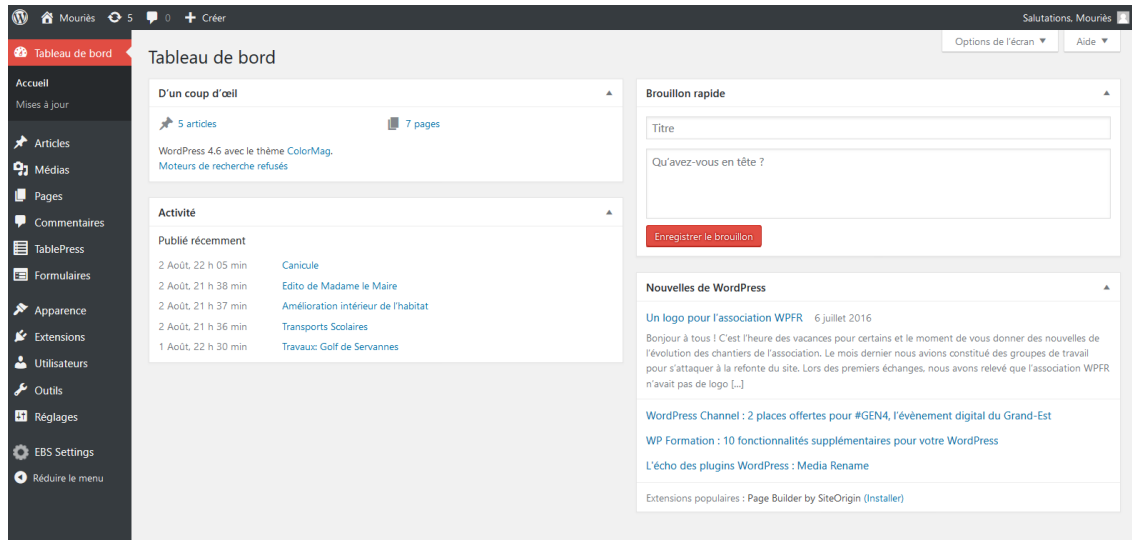 Mouriès 5 0 Créer
Salutations, Mouriès
Options de l'écran ▼
Aide ▼
Tableau de bord
Accueil
Mises à jour
Articles
Médias
Pages
Commentaires
TablePress
Formulaires
Apparence
Extensions
Utilisateurs
Outils
Réglages
EBS Settings
Réduire le menu
Tableau de bord
D'un coup d'œil
5 articles
7 pages
WordPress 4.6 avec le thème ColorMag.
Moteurs de recherche refusés
Activité
Publié récemment
2 Août, 22 h 05 min Canicule
2 Août, 21 h 38 min Edito de Madame le Maire
2 Août, 21 h 37 min Amélioration intérieur de l'habitat
2 Août, 21 h 36 min Transports Scolaires
1 Août, 22 h 30 min Travaux: Golf de Servannes
Brouillon rapide
Titre
Qu'avez-vous en tête ?
Enregistrer le brouillon
Nouvelles de WordPress
Un logo pour l'association WPFR 6 juillet 2016
Bonjour à tous ! C'est l'heure des vacances pour certains et le moment de vous donner des nouvelles de
l'évolution des chantiers de l'association. Le mois dernier nous avions constitué des groupes de travail
pour s'attaquer à la refonte du site. Lors des premiers échanges, nous avons relevé que l'association WPFR
n'avait pas de logo [...]
WordPress Channel : 2 places offertes pour #GEN4, l'évènement digital du Grand-Est
WP Formation : 10 fonctionnalités supplémentaires pour votre WordPress
L'écho des plugins WordPress : Media Rename
Extensions populaires : Page Builder by SiteOrigin (Installer)